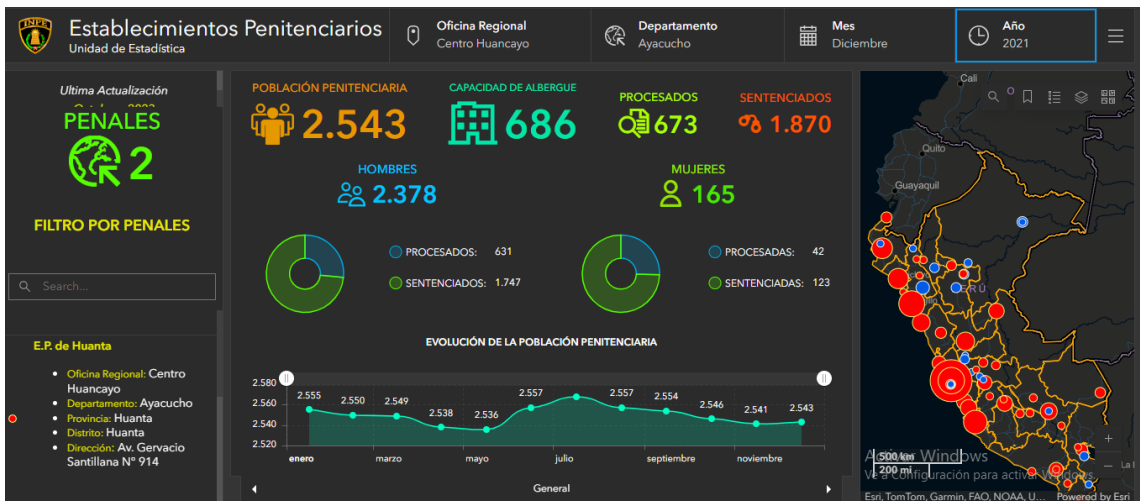 INPE
Establecimientos Penitenciarios
Unidad de Estadística
Oficina Regional
Centro Huancayo
Departamento
Ayacucho
Mes
Diciembre
Año
2021
Ultima Actualización
PENALES
2
FILTRO POR PENALES
Search...
E.P. de Huanta
Oficina Regional: Centro
Huancayo
Departamento: Ayacucho
Provincia: Huanta
Distrito: Huanta
Dirección: Av. Gervacio
Santillana N° 914
POBLACIÓN PENITENCIARIA
2.543
CAPACIDAD DE ALBERGUE
686
PROCESADOS
673
SENTENCIADOS
1.870
HOMBRES
2.378
MUJERES
165
PROCESADOS: 631
SENTENCIADOS: 1.747
PROCESADAS: 42
SENTENCIADAS: 123
EVOLUCIÓN DE LA POBLACIÓN PENITENCIARIA
2.580
2.560
2.540
2.520
2.555
2.550
2.549
2.538
2.536
2.557
2.557
2.554
2.546
2.541
2.543
enero
marzo
mayo
julio
septiembre
noviembre
General
Cali
Quito
Guayaquil
PERÚ
500 km
200 mi
Activar Windows
Ve a Configuración para activar Windows.
La
Esri, TomTom, Garmin, FAO, NOAA, U...
Powered by Esri